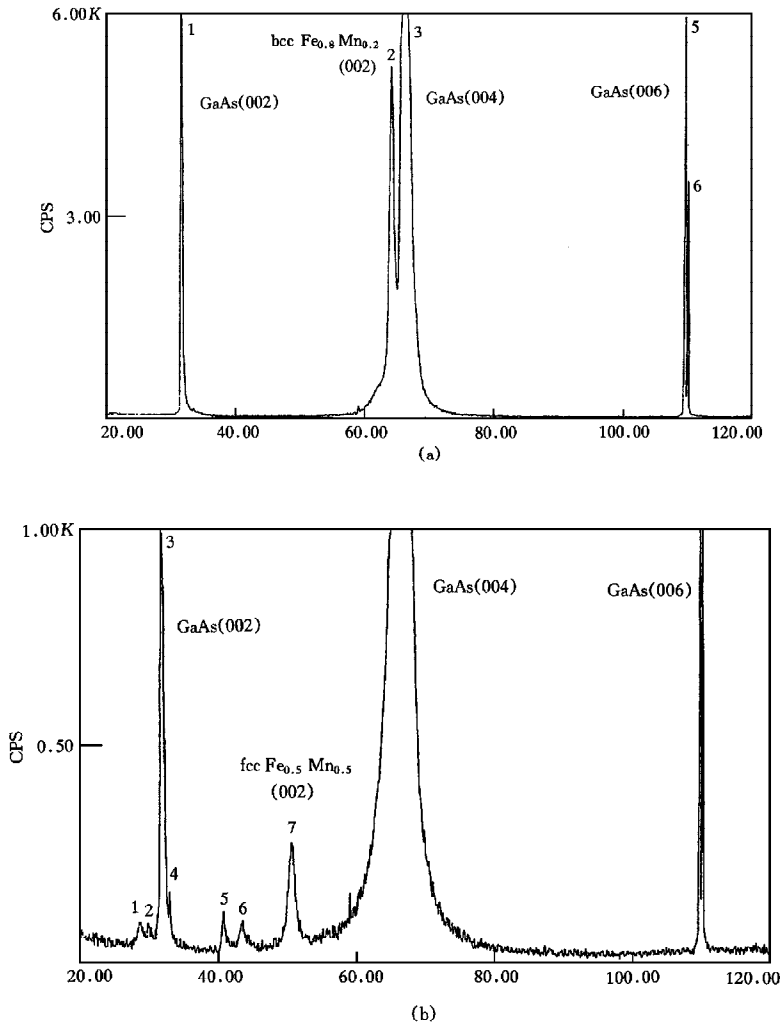 6.00K
1
bcc Fe0.8 Mn0.2
(002)
2
3
5
GaAs(002)
GaAs(004)
GaAs(006)
6
CPS
3.00
20.00 40.00 60.00 80.00 100.00 120.00
(a)
1.00K
3
GaAs(002)
GaAs(004)
GaAs(006)
CPS
0.50
fcc Fe0.5 Mn0.5
(002)
7
4
1 2
5
6
20.00 40.00 60.00 80.00 100.00 120.00
(b)